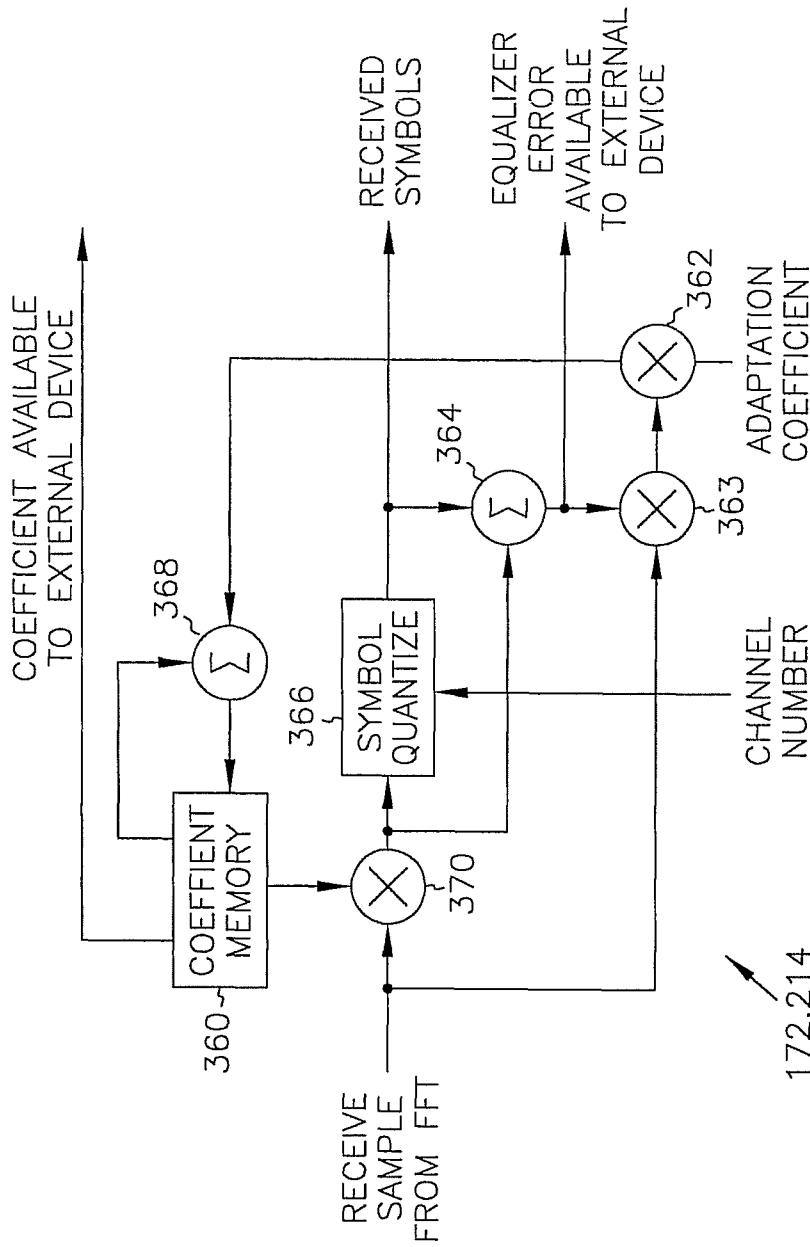 COEFFICIENT AVAILABLE
TO EXTERNAL DEVICE
368
360
COEFFIENT
MEMORY
RECEIVE
SAMPLE
FROM FFT
370
366
SYMBOL
QUANTIZE
RECEIVED
SYMBOLS
364
Σ
Σ
EQUALIZER
ERROR
AVAILABLE
TO EXTERNAL
DEVICE
362
363
CHANNEL
NUMBER
ADAPTATION
COEFFICIENT
172,214